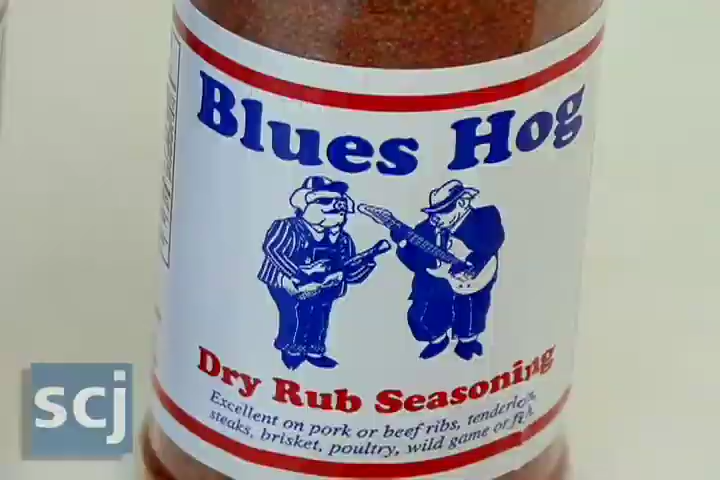 Blues Hog
Dry Rub Seasoning
Excellent on pork or beef ribs, tenderloin,
steaks, brisket, poultry, wild game or fish.
scj